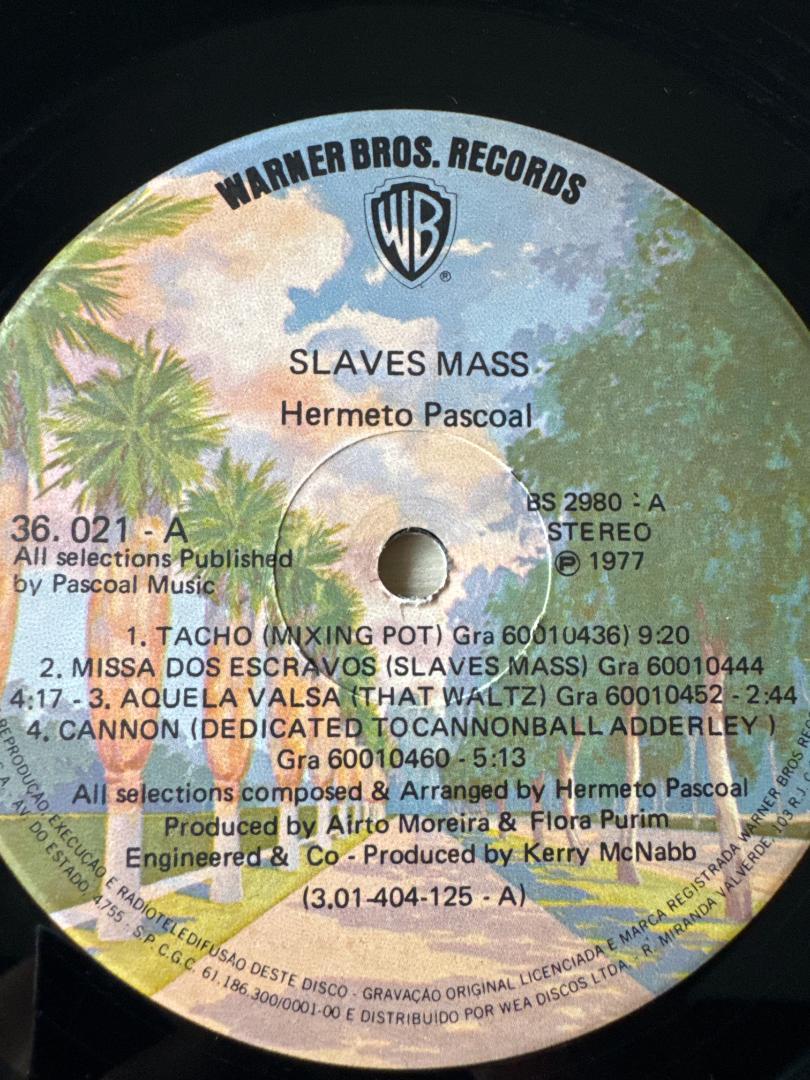 WARNER BROS. RECORDS
WB
®
SLAVES MASS
Hermeto Pascoal
36. 021 - A
All selections Published
by Pascoal Music
BS 2980 - A
STEREO
℗ 1977
1. TACHO (MIXING POT) Gra 60010436) 9:20
2. MISSA DOS ESCRAVOS (SLAVES MASS) Gra 60010444
4:17 - 3. AQUELA VALSA (THAT WALTZ) Gra 60010452 - 2:44
4. CANNON (DEDICATED TO CANNONBALL ADDERLEY )
Gra 60010460 - 5:13
All selections composed & Arranged by Hermeto Pascoal
Produced by Airto Moreira & Flora Purim
Engineered & Co - Produced by Kerry McNabb
(3.01-404-125 - A)
REPRODUÇÃO EXECUÇÃO E RADIOTELEDIFUSÃO DESTE DISCO - GRAVAÇÃO ORIGINAL LICENCIADA E MARCA REGISTRADA WARNER BROS
AV. DO ESTADO, 4755 - S.P. C.G.C. 61.186.300/0001-00 E DISTRIBUÍDO POR WEA DISCOS LTDA. - R. MIRANDA VALVERDE, 103 R.J.